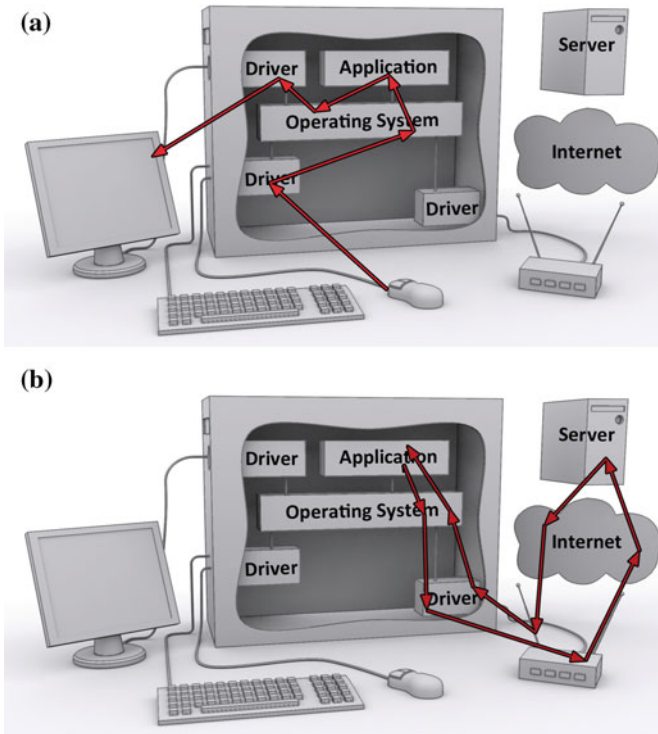 (a)
Driver
Application
Server
Operating System
Internet
Driver
Driver
(b)
Driver
Application
Server
Operating System
Internet
Driver
Driver